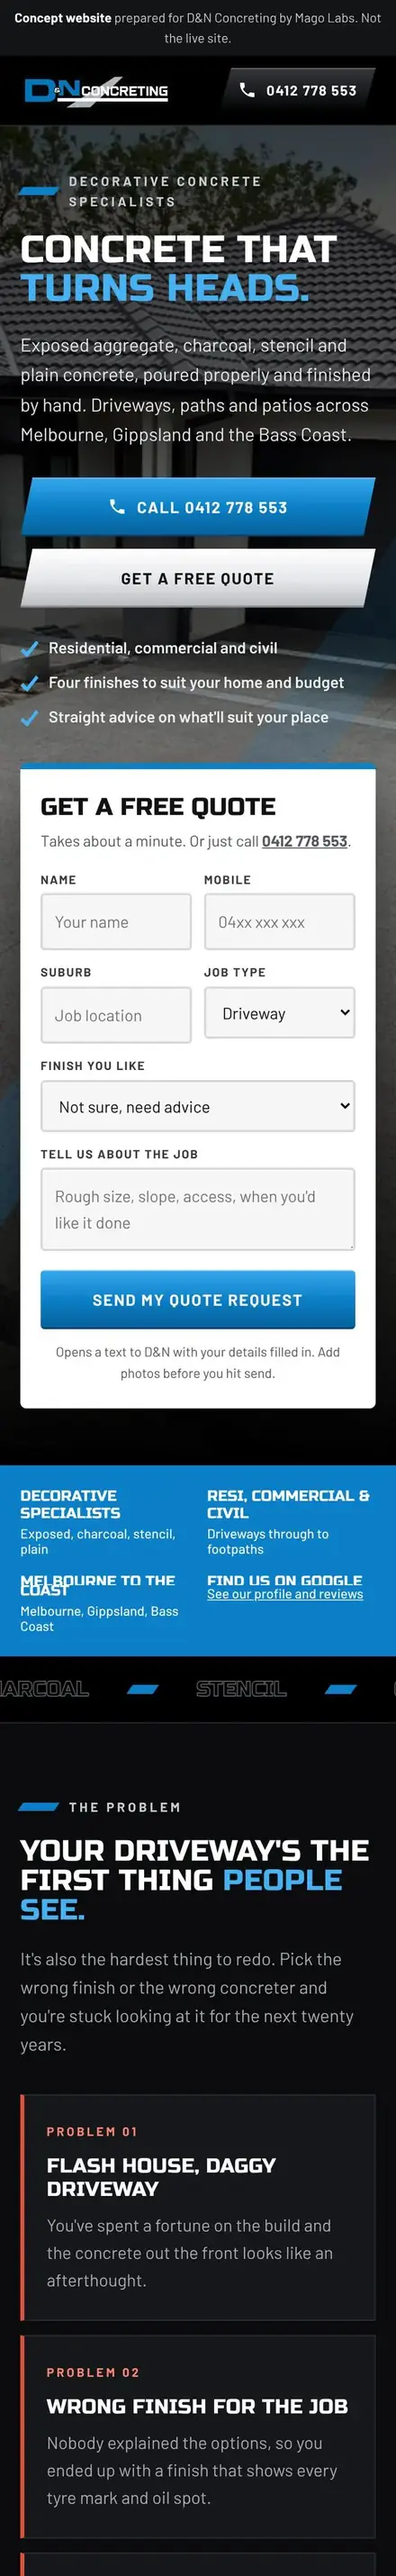 Concept website prepared for D&N Concreting by Mago Labs. Not
the live site.
D&N CONCRETING
0412 778 553
DECORATIVE CONCRETE
SPECIALISTS
CONCRETE THAT
TURNS HEADS.
Exposed aggregate, charcoal, stencil and
plain concrete, poured properly and finished
by hand. Driveways, paths and patios across
Melbourne, Gippsland and the Bass Coast.
CALL 0412 778 553
GET A FREE QUOTE
Residential, commercial and civil
Four finishes to suit your home and budget
Straight advice on what'll suit your place
GET A FREE QUOTE
Takes about a minute. Or just call 0412 778 553.
NAME
MOBILE
Your name
04xx xxx xxx
SUBURB
JOB TYPE
Job location
Driveway
FINISH YOU LIKE
Not sure, need advice
TELL US ABOUT THE JOB
Rough size, slope, access, when you'd
like it done
SEND MY QUOTE REQUEST
Opens a text to D&N with your details filled in. Add
photos before you hit send.
DECORATIVE
SPECIALISTS
Exposed, charcoal, stencil,
plain
RESI, COMMERCIAL &
CIVIL
Driveways through to
footpaths
MELBOURNE TO THE
COAST
Melbourne, Gippsland, Bass
Coast
FIND US ON GOOGLE
See our profile and reviews
ARCOAL
STENCIL
THE PROBLEM
YOUR DRIVEWAY'S THE
FIRST THING PEOPLE
SEE.
It's also the hardest thing to redo. Pick the
wrong finish or the wrong concreter and
you're stuck looking at it for the next twenty
years.
PROBLEM 01
FLASH HOUSE, DAGGY
DRIVEWAY
You've spent a fortune on the build and
the concrete out the front looks like an
afterthought.
PROBLEM 02
WRONG FINISH FOR THE JOB
Nobody explained the options, so you
ended up with a finish that shows every
tyre mark and oil spot.